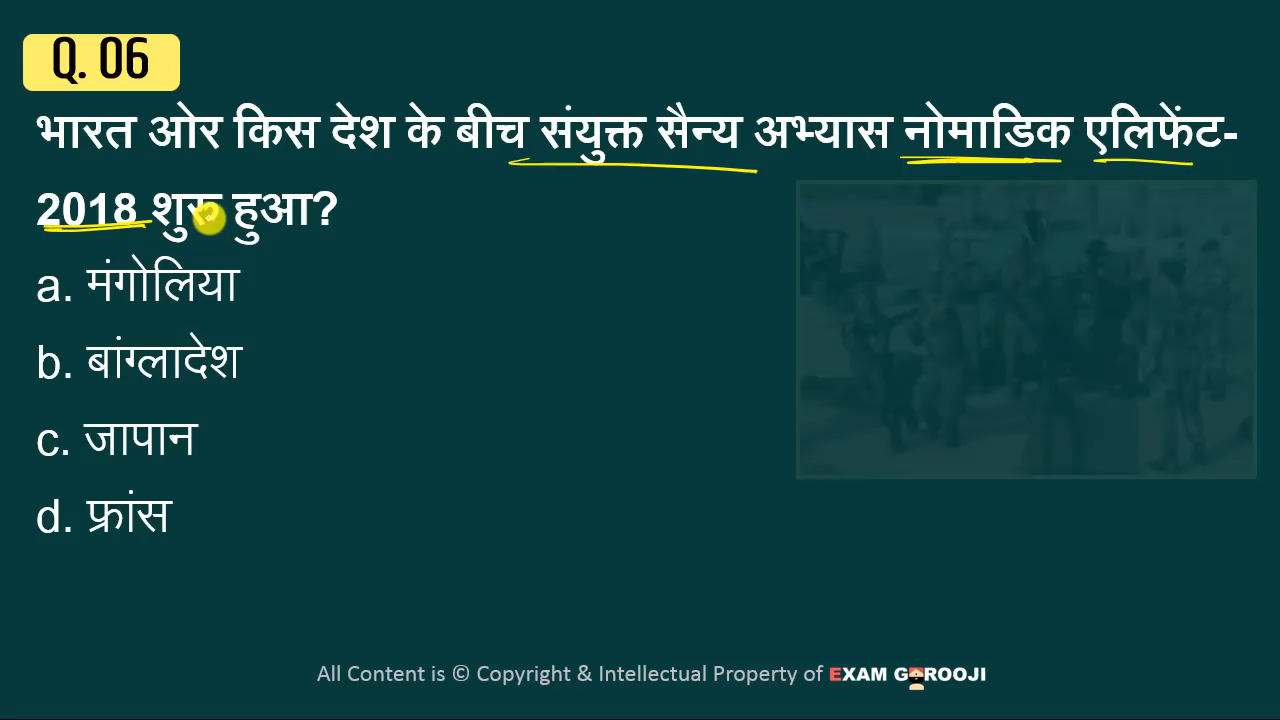 Q. 06
भारत ओर किस देश के बीच संयुक्त सैन्य अभ्यास नोमाडिक एलिफेंट-
2018 शुरु हुआ?
a. मंगोलिया
b. बांग्लादेश
c. जापान
d. फ्रांस
All Content is © Copyright & Intellectual Property of EXAM GUROOJI